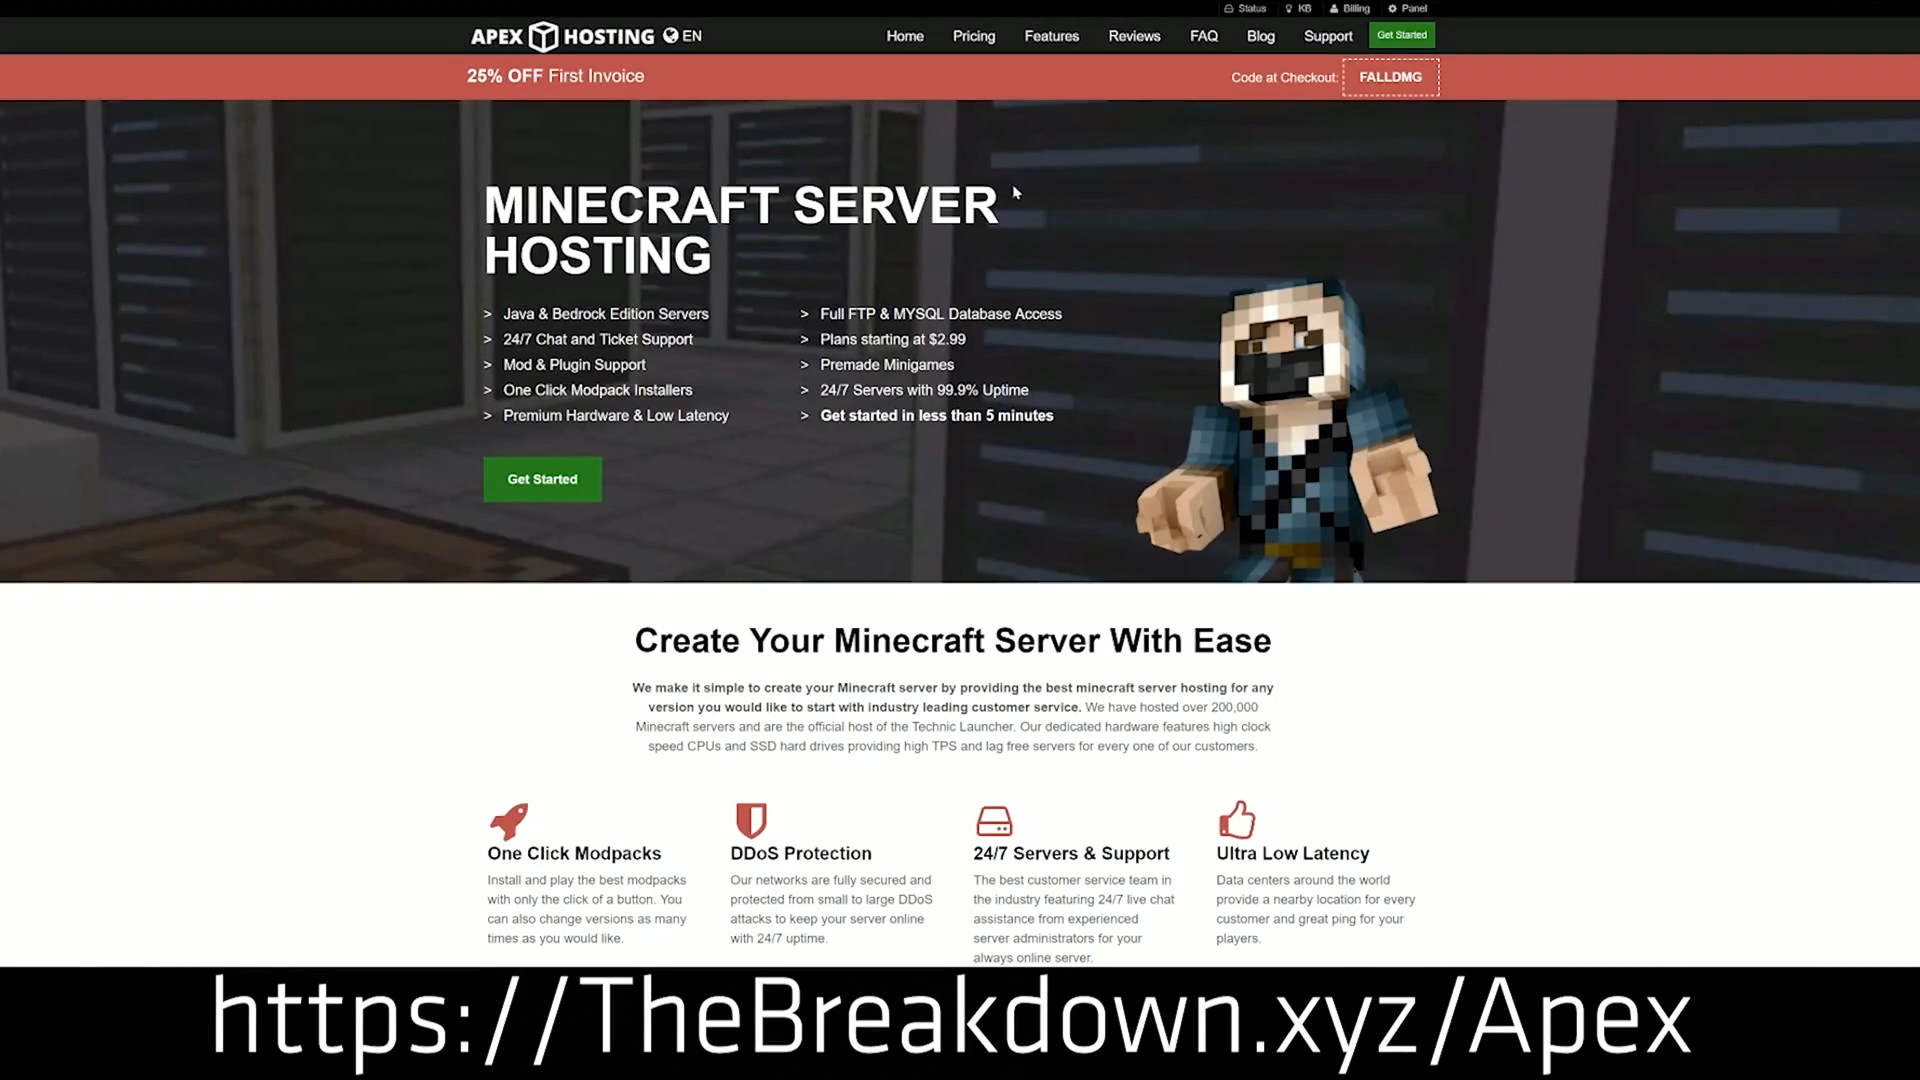 Status KB Billing Panel
APEX HOSTING EN Home Pricing Features Reviews FAQ Blog Support Get Started
25% OFF First Invoice Code at Checkout: FALLDMG
MINECRAFT SERVER
HOSTING
> Java & Bedrock Edition Servers
> 24/7 Chat and Ticket Support
> Mod & Plugin Support
> One Click Modpack Installers
> Premium Hardware & Low Latency
> Full FTP & MYSQL Database Access
> Plans starting at $2.99
> Premade Minigames
> 24/7 Servers with 99.9% Uptime
> Get started in less than 5 minutes
Get Started
Create Your Minecraft Server With Ease
We make it simple to create your Minecraft server by providing the best minecraft server hosting for any
version you would like to start with industry leading customer service. We have hosted over 200,000
Minecraft servers and are the official host of the Technic Launcher. Our dedicated hardware features high clock
speed CPUs and SSD hard drives providing high TPS and lag free servers for every one of our customers.
One Click Modpacks
Install and play the best modpacks
with only the click of a button. You
can also change versions as many
times as you would like.
DDoS Protection
Our networks are fully secured and
protected from small to large DDoS
attacks to keep your server online
with 24/7 uptime.
24/7 Servers & Support
The best customer service team in
the industry featuring 24/7 live chat
assistance from experienced
server administrators for your
always online server.
Ultra Low Latency
Data centers around the world
provide a nearby location for every
customer and great ping for your
players.
https://TheBreakdown.xyz/Apex